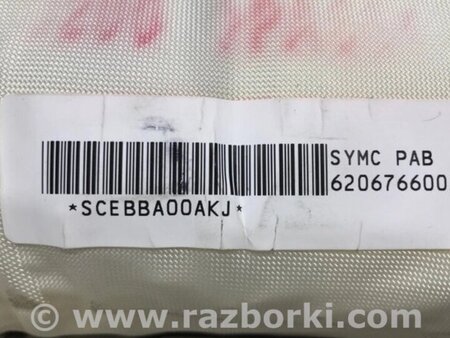 SYMC PAB
620676600
*SCEBBA00AKJ*
www.razborki.com